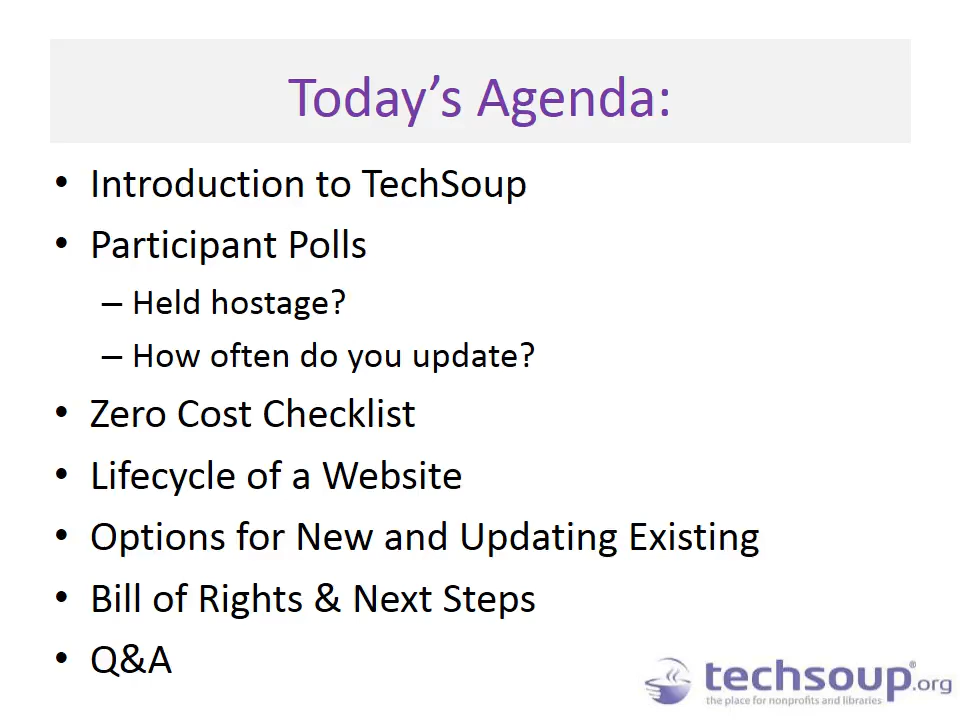 Today’s Agenda:
• Introduction to TechSoup
• Participant Polls
– Held hostage?
– How often do you update?
• Zero Cost Checklist
• Lifecycle of a Website
• Options for New and Updating Existing
• Bill of Rights & Next Steps
• Q&A
techsoup®.org
the place for nonprofits and libraries